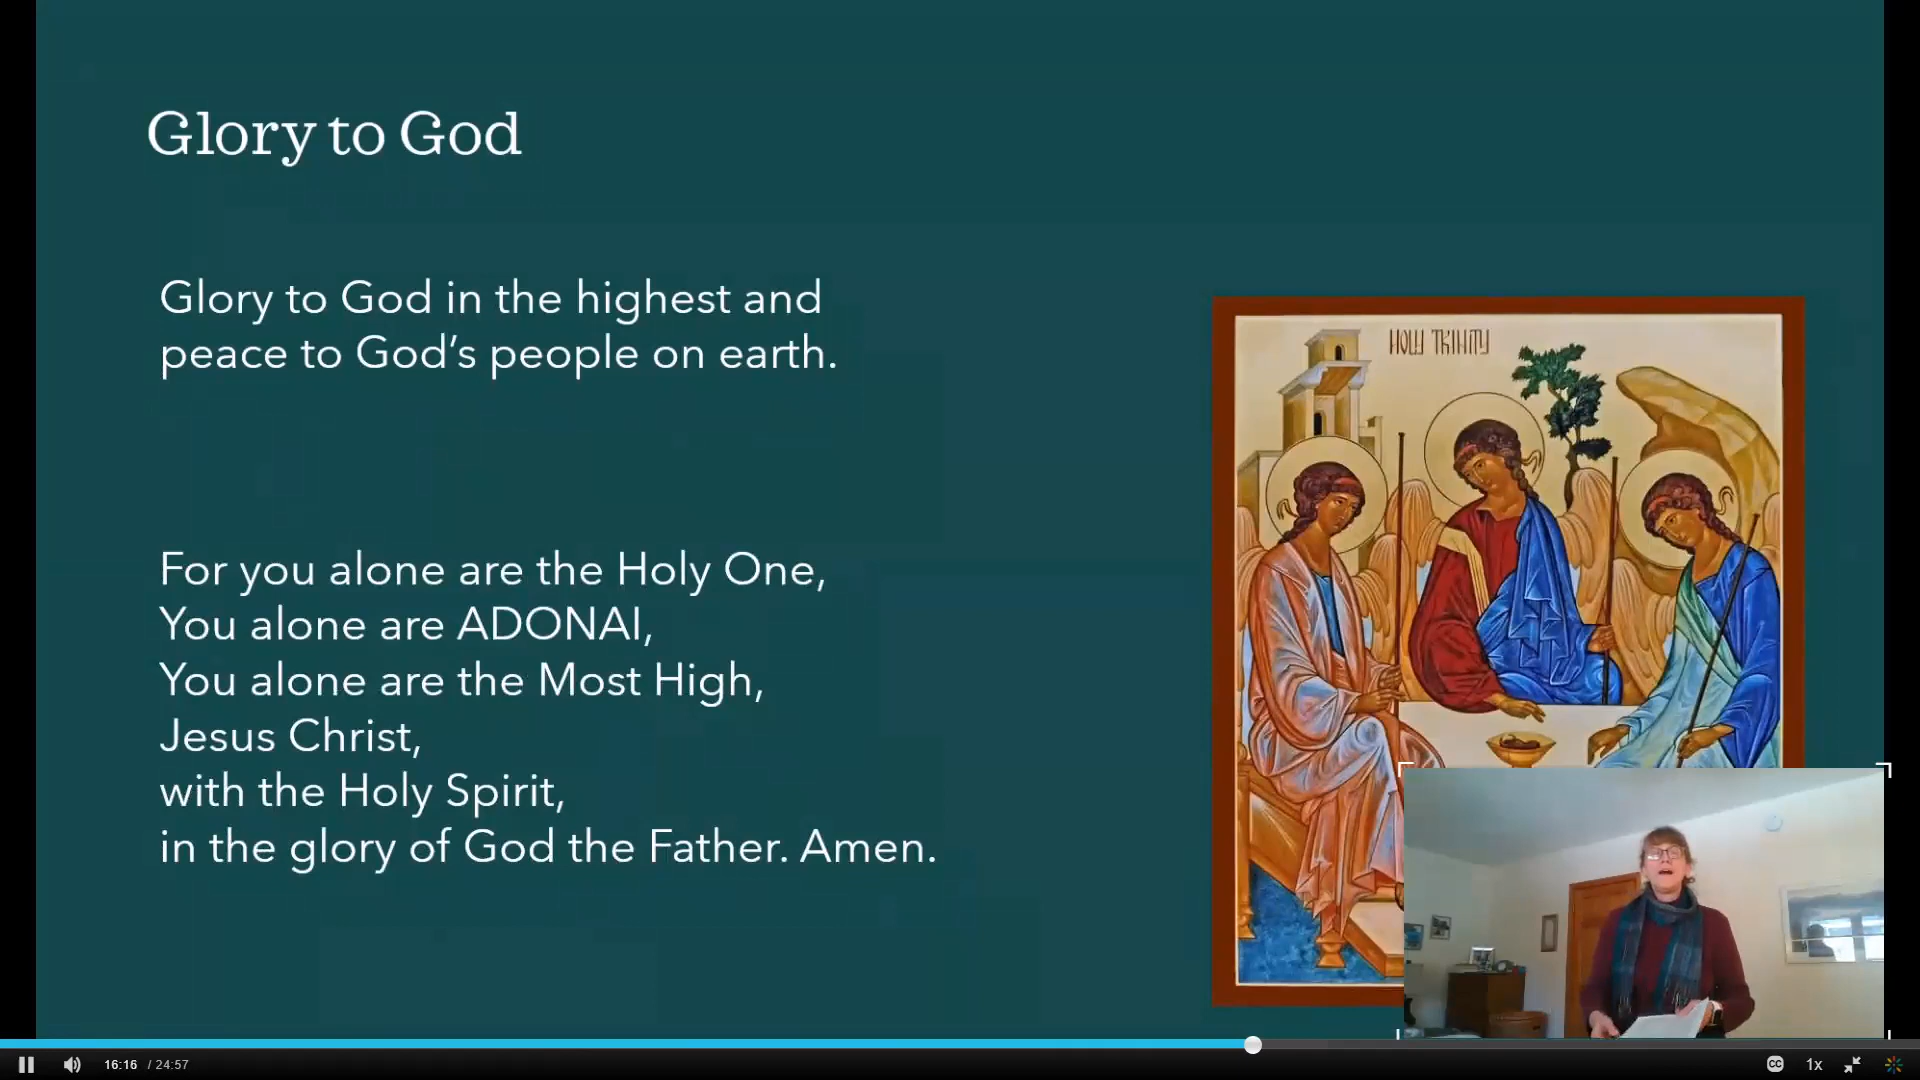 Glory to God
Glory to God in the highest and
peace to God's people on earth.
For you alone are the Holy One,
You alone are ADONAI,
You alone are the Most High,
Jesus Christ,
with the Holy Spirit,
in the glory of God the Father. Amen.
HOLY TRINITY
16:16 / 24:57
CC
1x